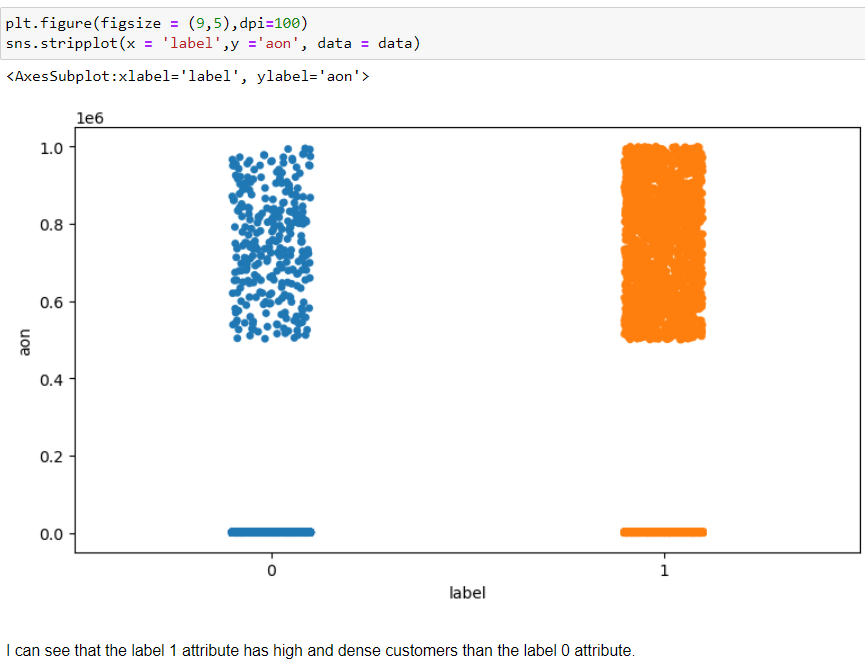 plt.figure(figsize = (9,5),dpi=100)
sns.stripplot(x = 'label',y ='aon', data = data)
<AxesSubplot:xlabel='label', ylabel='aon'>
1e6
1.0
0.8
0.6
0.4
0.2
0.0
aon
0 1
label
I can see that the label 1 attribute has high and dense customers than the label 0 attribute.